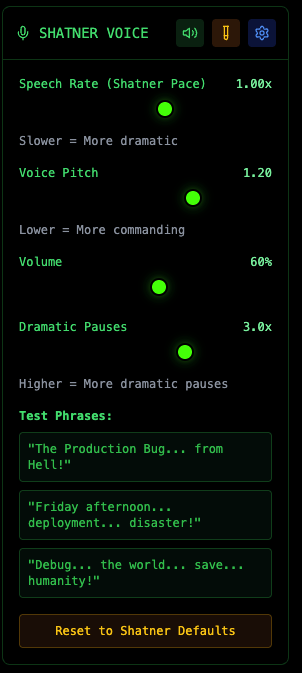 SHATNER VOICE
Speech Rate (Shatner Pace) 1.00x
Slower = More dramatic
Voice Pitch 1.20
Lower = More commanding
Volume 60%
Dramatic Pauses 3.0x
Higher = More dramatic pauses
Test Phrases:
"The Production Bug... from
Hell!"
"Friday afternoon...
deployment... disaster!"
"Debug... the world... save...
humanity!"
Reset to Shatner Defaults